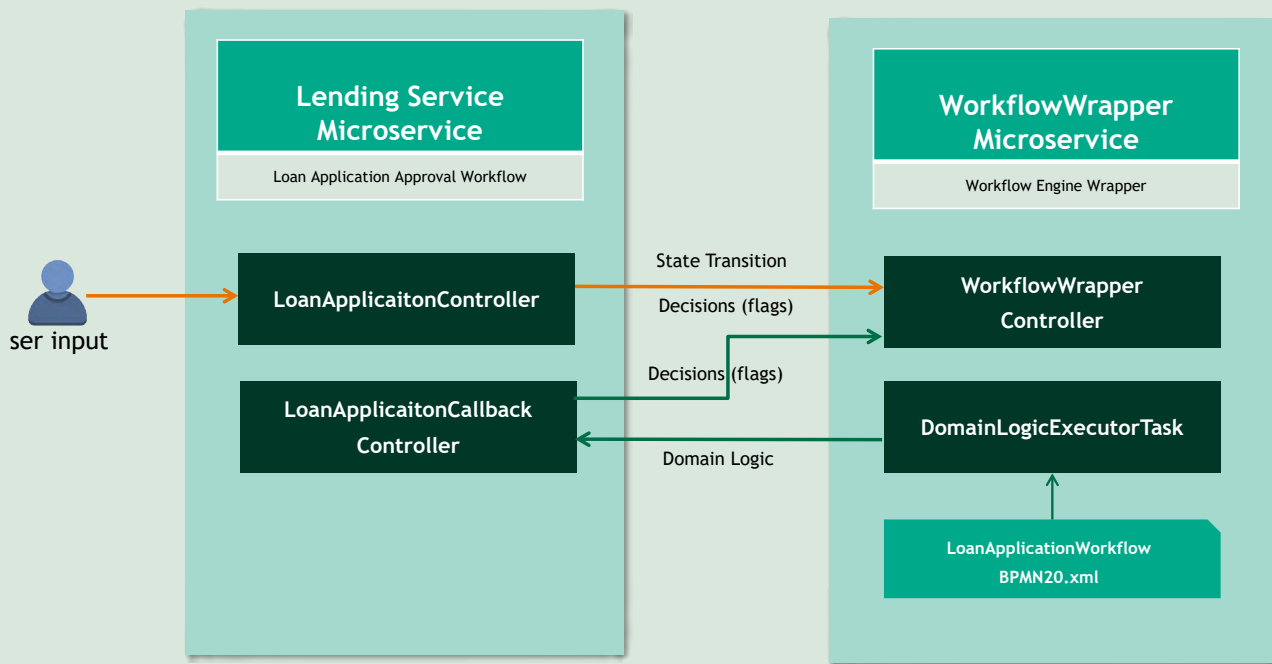 Lending Service
Microservice
Loan Application Approval Workflow
WorkflowWrapper
Microservice
Workflow Engine Wrapper
ser input
LoanApplicaitonController
State Transition
Decisions (flags)
WorkflowWrapper
Controller
Decisions (flags)
LoanApplicaitonCallback
Controller
Domain Logic
DomainLogicExecutorTask
LoanApplicationWorkflow
BPMN20.xml